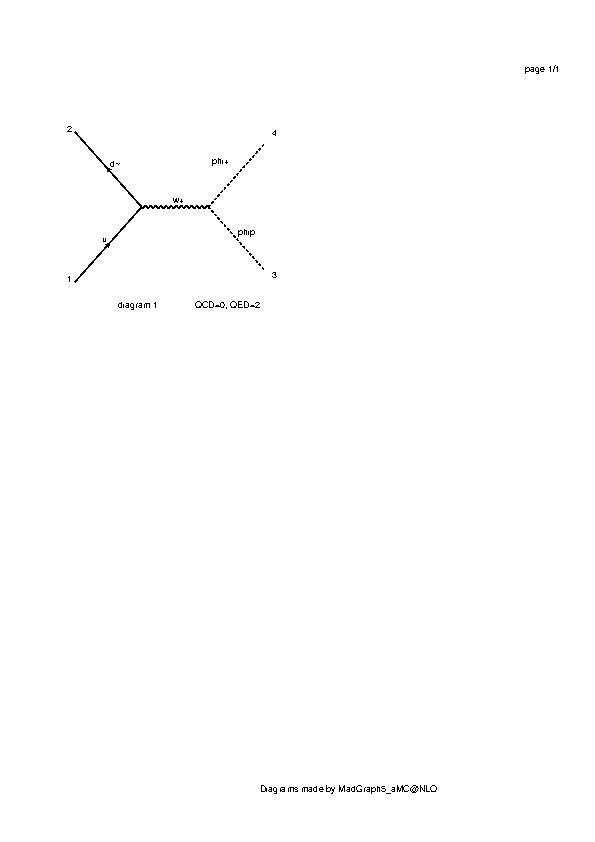 page 1/1
2
4
d~
phi+
w+
u
phip
1
3
diagram 1 QCD=0, QED=2
Diagrams made by MadGraph5_aMC@NLO